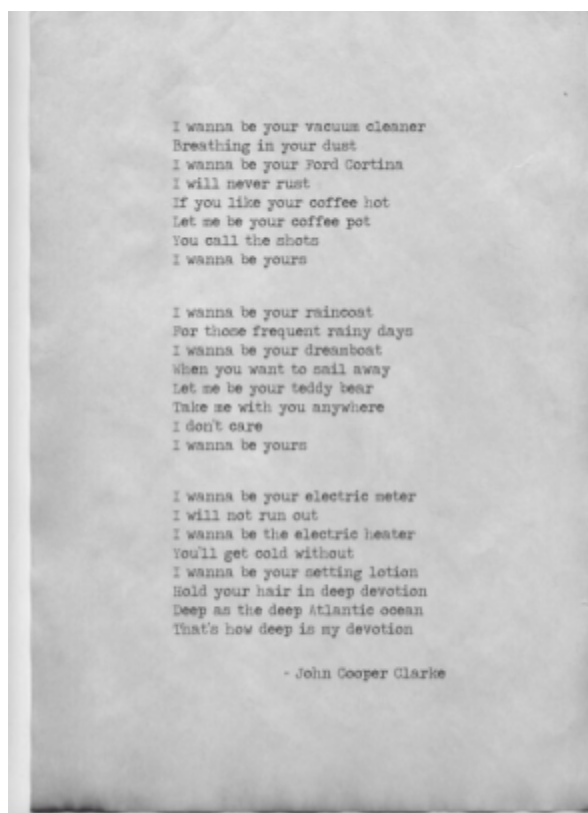 I wanna be your vacuum cleaner
Breathing in your dust
I wanna be your Ford Cortina
I will never rust
If you like your coffee hot
Let me be your coffee pot
You call the shots
I wanna be yours
I wanna be your raincoat
For those frequent rainy days
I wanna be your dreamboat
When you want to sail away
Let me be your teddy bear
Take me with you anywhere
I don't care
I wanna be yours
I wanna be your electric meter
I will not run out
I wanna be the electric heater
You'll get cold without
I wanna be your setting lotion
Hold your hair in deep devotion
Deep as the deep Atlantic ocean
That's how deep is my devotion
- John Cooper Clarke